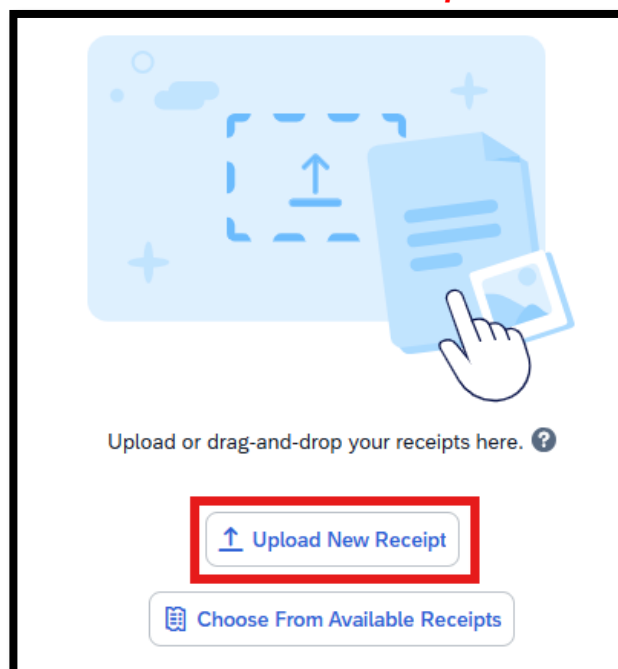 Upload or drag-and-drop your receipts here. ?
Upload New Receipt
Choose From Available Receipts